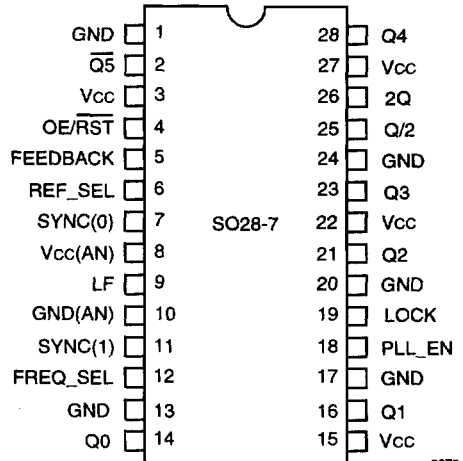 GND 1 28 Q4
Q5 2 27 Vcc
Vcc 3 26 2Q
OE/RST 4 25 Q/2
FEEDBACK 5 24 GND
REF_SEL 6 23 Q3
SYNC(0) 7 SO28-7 22 Vcc
Vcc(AN) 8 21 Q2
LF 9 20 GND
GND(AN) 10 19 LOCK
SYNC(1) 11 18 PLL_EN
FREQ_SEL 12 17 GND
GND 13 16 Q1
Q0 14 15 Vcc